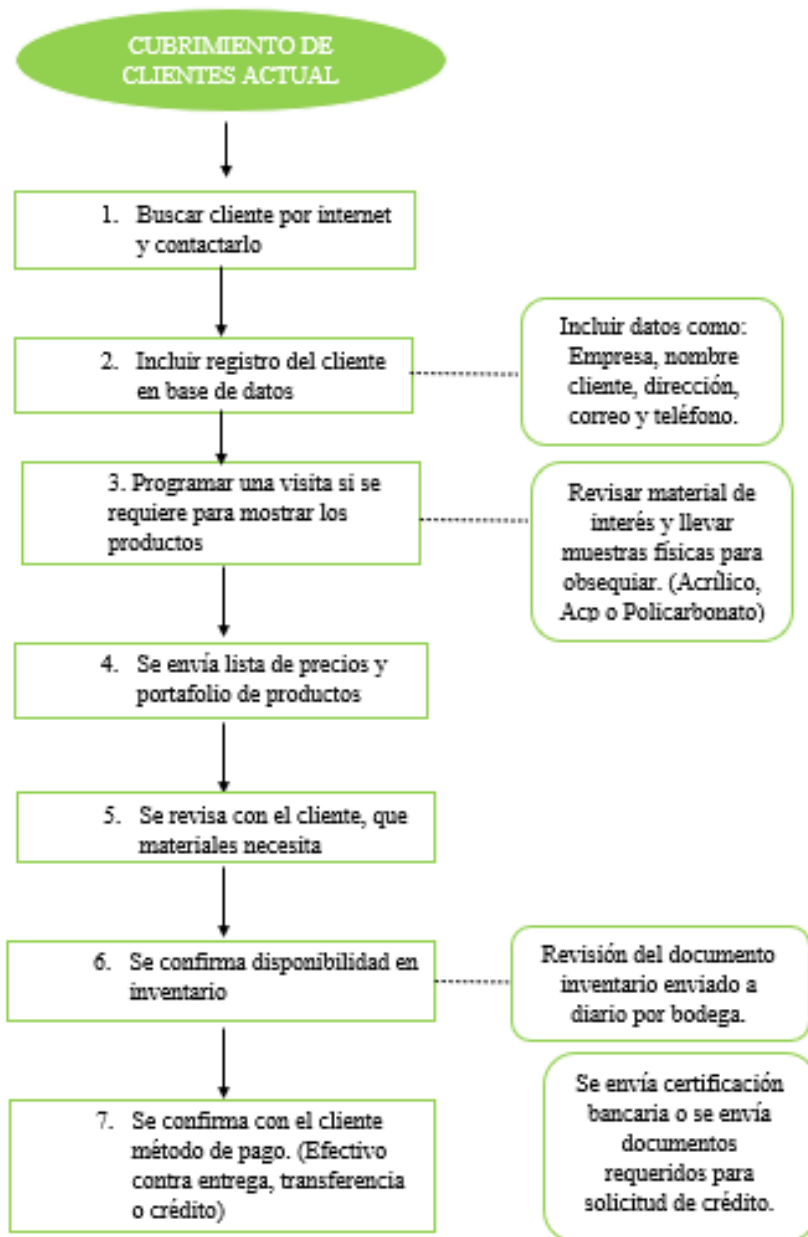 CUBRIMIENTO DE
CLIENTES ACTUAL
1. Buscar cliente por internet
y contactarlo
2. Incluir registro del cliente
en base de datos
Incluir datos como:
Empresa, nombre
cliente, dirección,
correo y teléfono.
3. Programar una visita si se
requiere para mostrar los
productos
Revisar material de
interés y llevar
muestras físicas para
obsequiar. (Acrílico,
Acp o Policarbonato)
4. Se envía lista de precios y
portafolio de productos
5. Se revisa con el cliente, que
materiales necesita
6. Se confirma disponibilidad en
inventario
Revisión del documento
inventario enviado a
diario por bodega.
7. Se confirma con el cliente
método de pago. (Efectivo
contra entrega, transferencia
o crédito)
Se envía certificación
bancaria o se envía
documentos
requeridos para
solicitud de crédito.